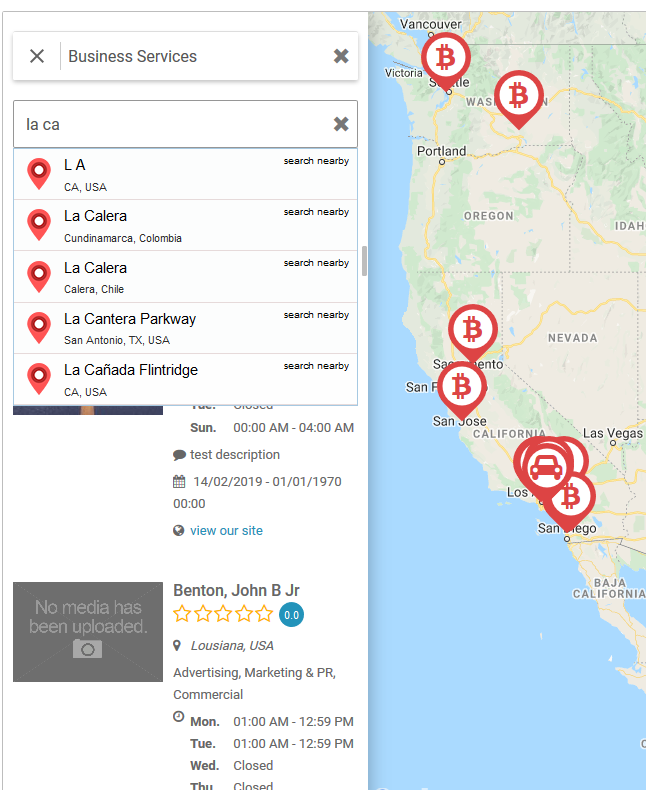 Business Services
la ca
L A
search nearby
CA, USA
La Calera
search nearby
Cundinamarca, Colombia
La Calera
search nearby
Calera, Chile
La Cantera Parkway
search nearby
San Antonio, TX, USA
La Cañada Flintridge
search nearby
CA, USA
Tue. Closed
Sun. 00:00 AM - 04:00 AM
test description
14/02/2019 - 01/01/1970
00:00
view our site
No media has
been uploaded.
Benton, John B Jr
0.0
Lousiana, USA
Advertising, Marketing & PR,
Commercial
Mon. 01:00 AM - 12:59 PM
Tue. 01:00 AM - 12:59 PM
Wed. Closed
Thu. Closed
Vancouver
Victoria
Seattle
Portland
OREGON
IDAH
NEVADA
San F
San Jose
CALIFORNIA
Las Vegas
Los
San Diego
BAJA
CALIFORNIA